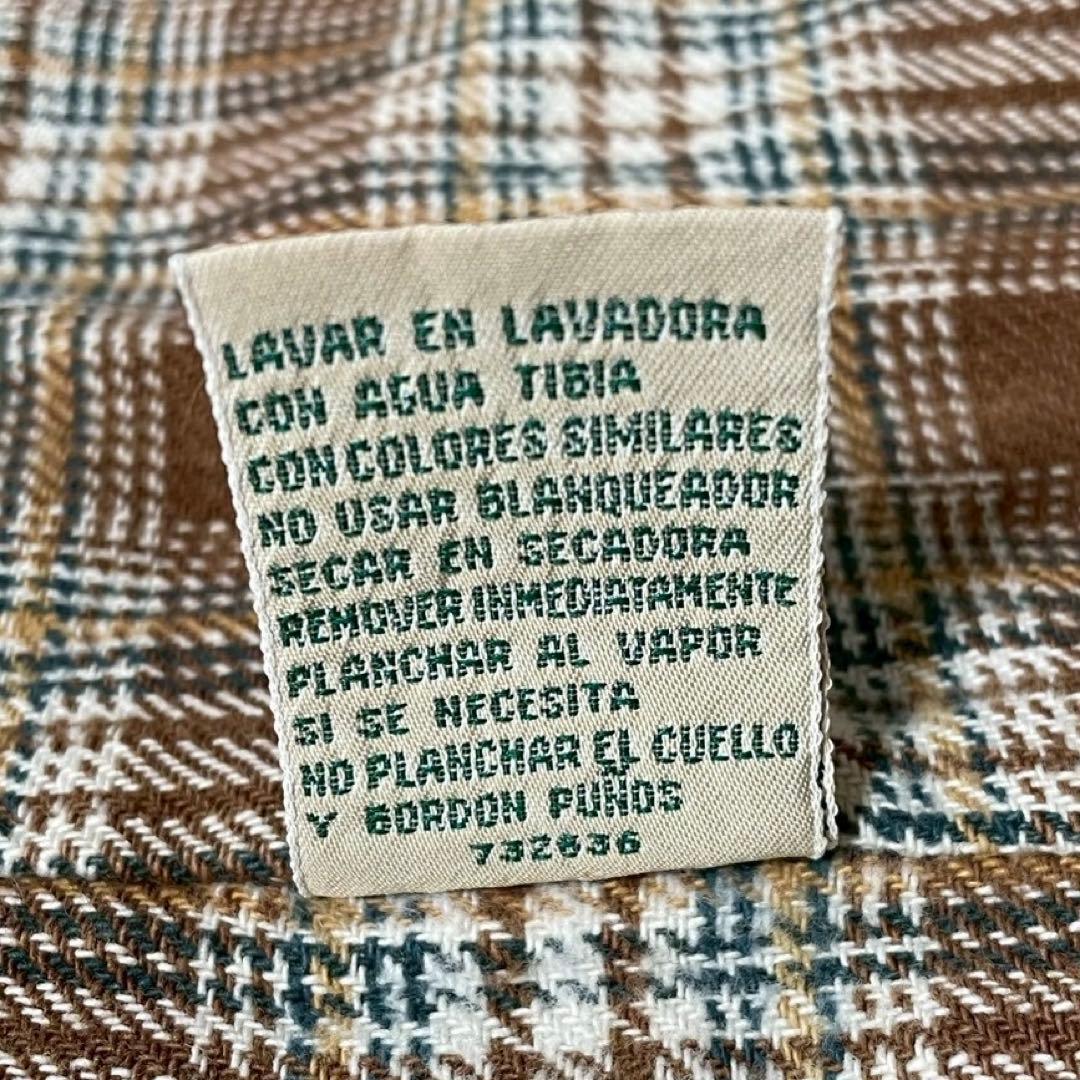 LAVAR EN LAVADORA
CON AGUA TIBIA
CON COLORES SIMILARES
NO USAR BLANQUEADOR
SECAR EN SECADORA
REMOVER INMEDIATAMENTE
PLANCHAR AL VAPOR
SI SE NECESITA
NO PLANCHAR EL CUELLO
Y BORDON PUÑOS
732636